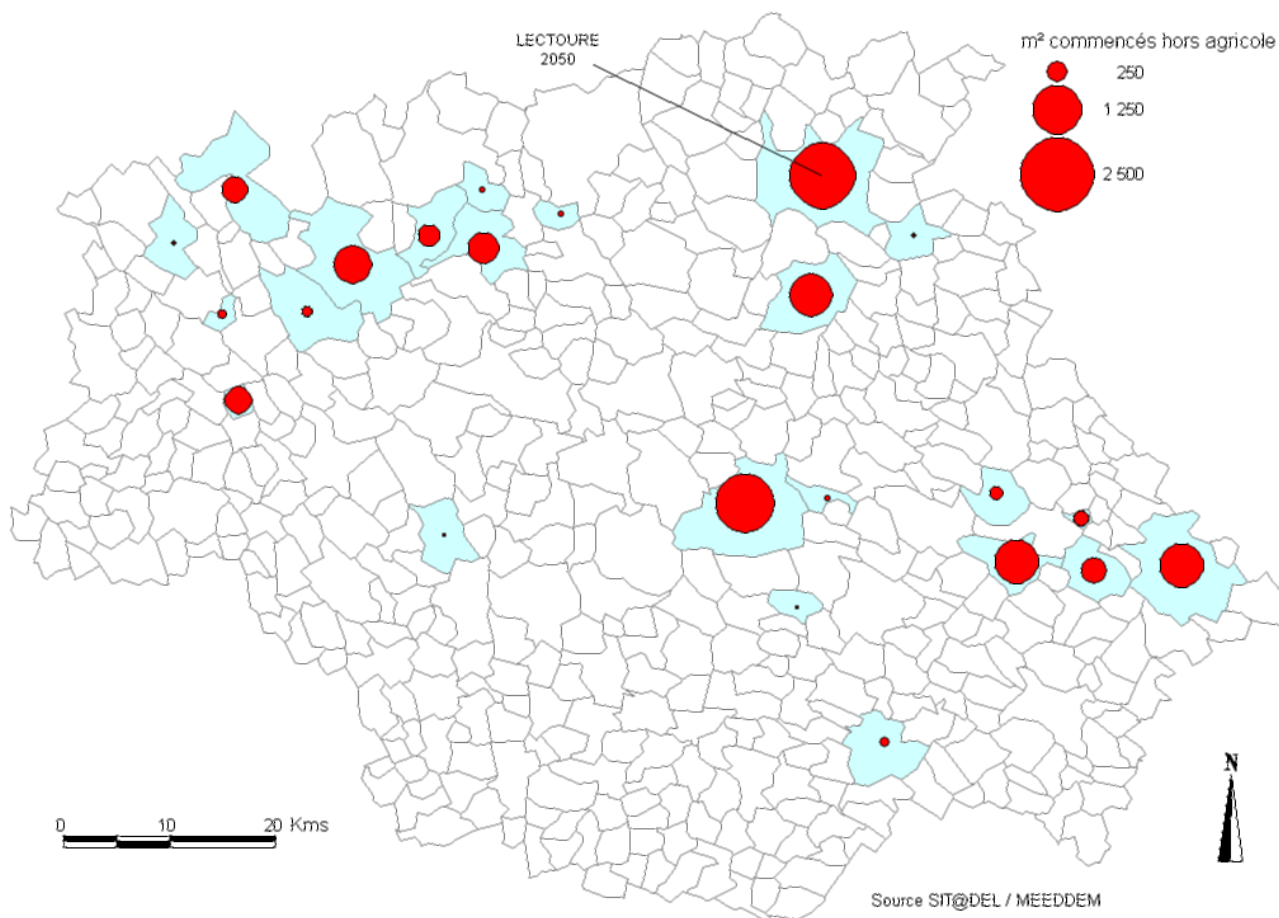 LECTOURE
2050
m² commencés hors agricole
250
1 250
2 500
N
0 10 20 Kms
Source SIT@DEL / MEEDDEM